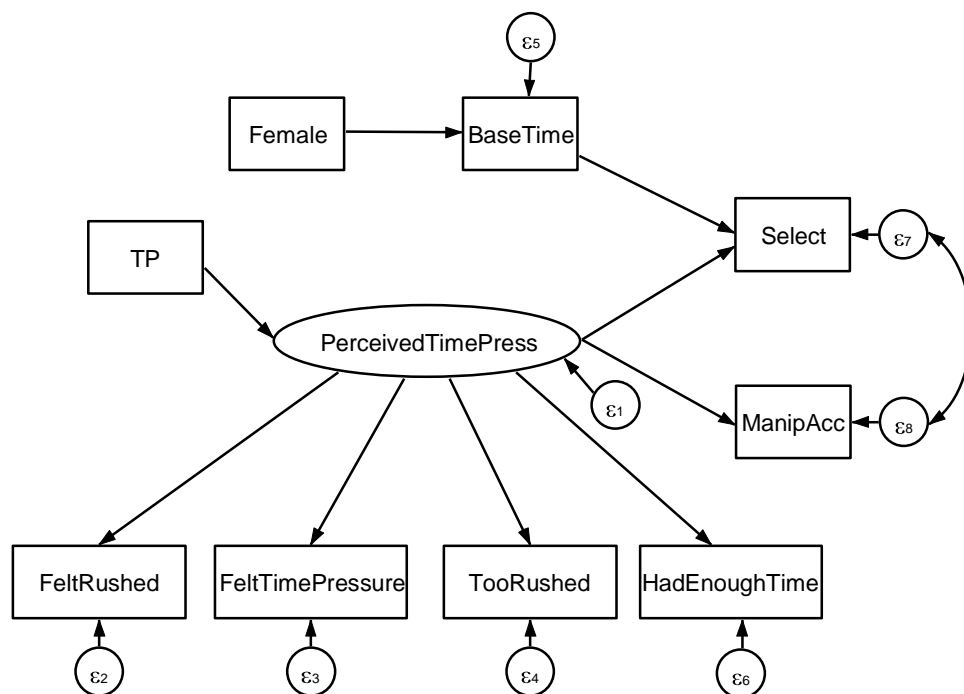 ε5
Female
BaseTime
Select
ε7
TP
PerceivedTimePress
ε1
ManipAcc
ε8
FeltRushed
FeltTimePressure
TooRushed
HadEnoughTime
ε2
ε3
ε4
ε6